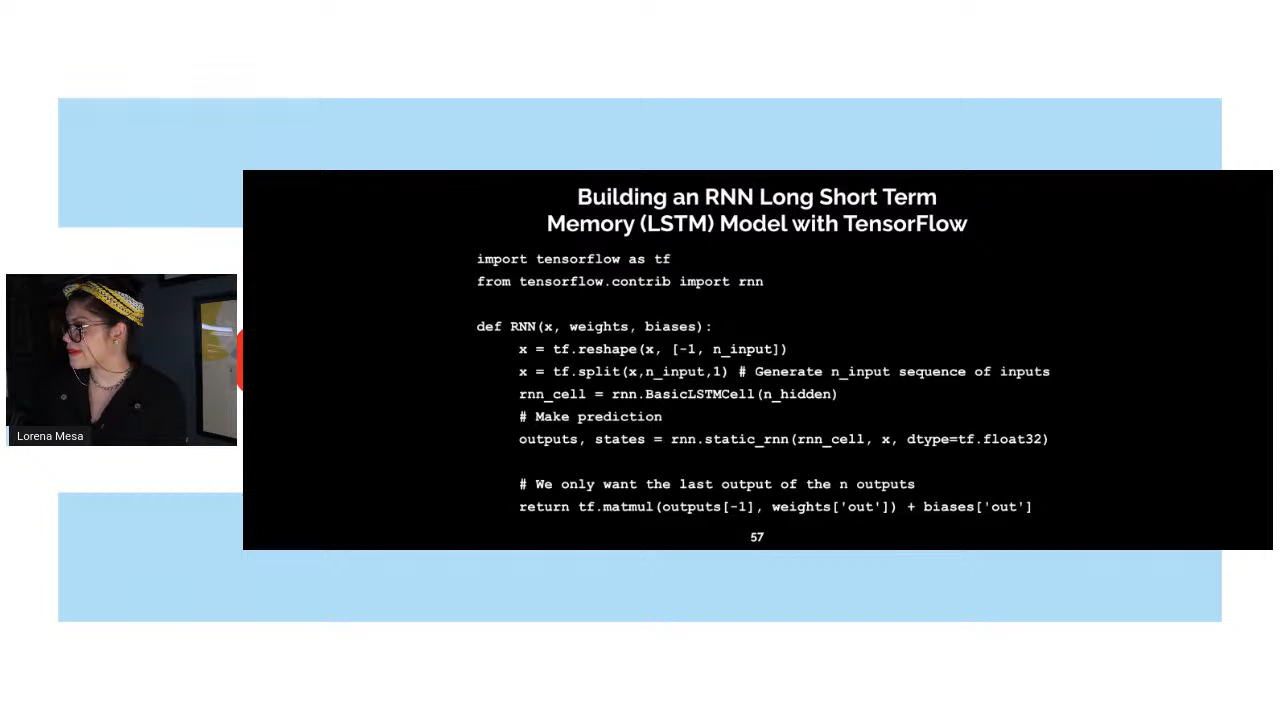 Building an RNN Long Short Term
Memory (LSTM) Model with TensorFlow
import tensorflow as tf
from tensorflow.contrib import rnn
def RNN(x, weights, biases):
x = tf.reshape(x, [-1, n_input])
x = tf.split(x,n_input,1) # Generate n_input sequence of inputs
rnn_cell = rnn.BasicLSTMCell(n_hidden)
# Make prediction
outputs, states = rnn.static_rnn(rnn_cell, x, dtype=tf.float32)
# We only want the last output of the n outputs
return tf.matmul(outputs[-1], weights['out']) + biases['out']
57
Lorena Mesa